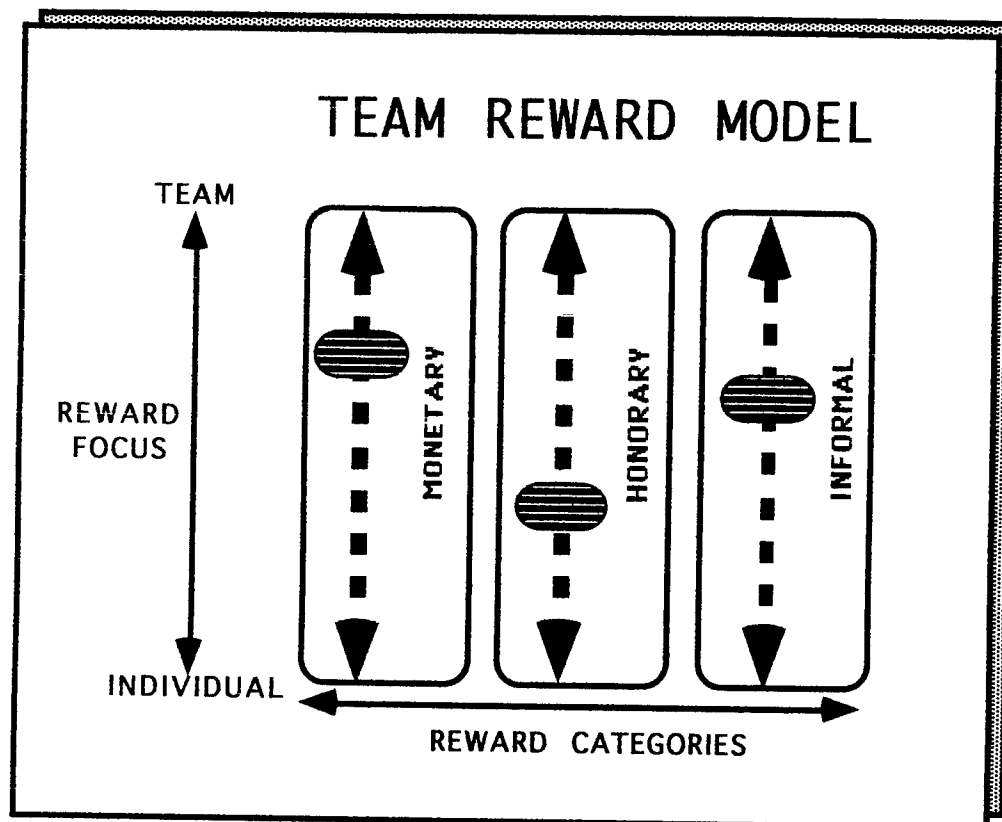 TEAM REWARD MODEL
TEAM
REWARD
FOCUS
INDIVIDUAL
MONETARY
HONORARY
INFORMAL
REWARD CATEGORIES